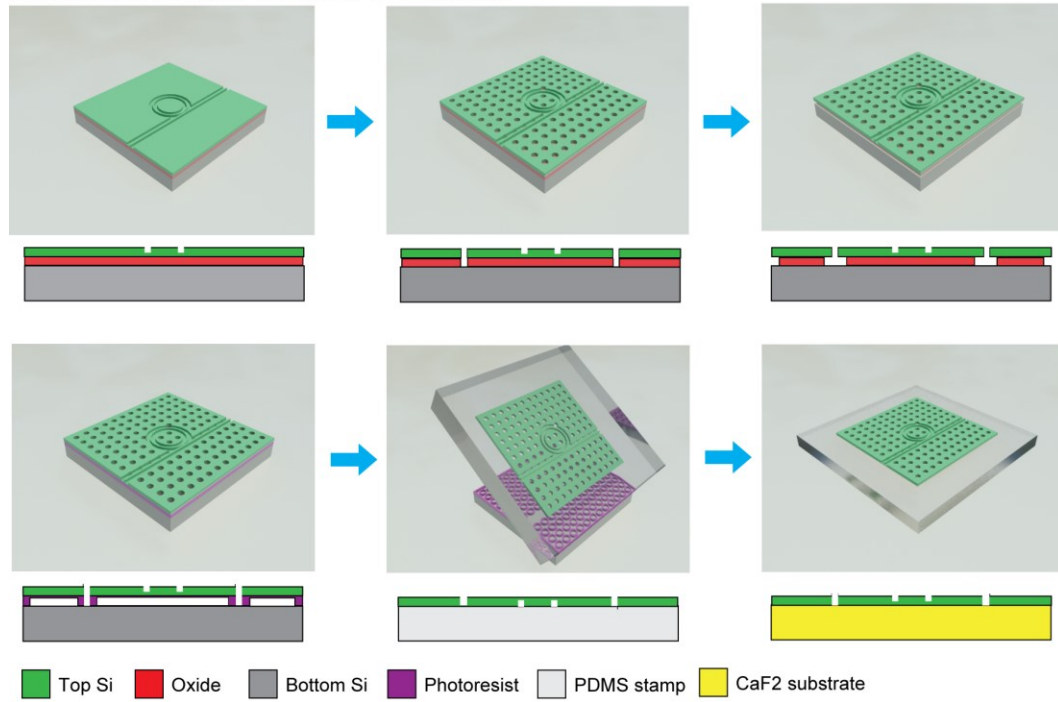 Top Si
Oxide
Bottom Si
Photoresist
PDMS stamp
CaF2 substrate